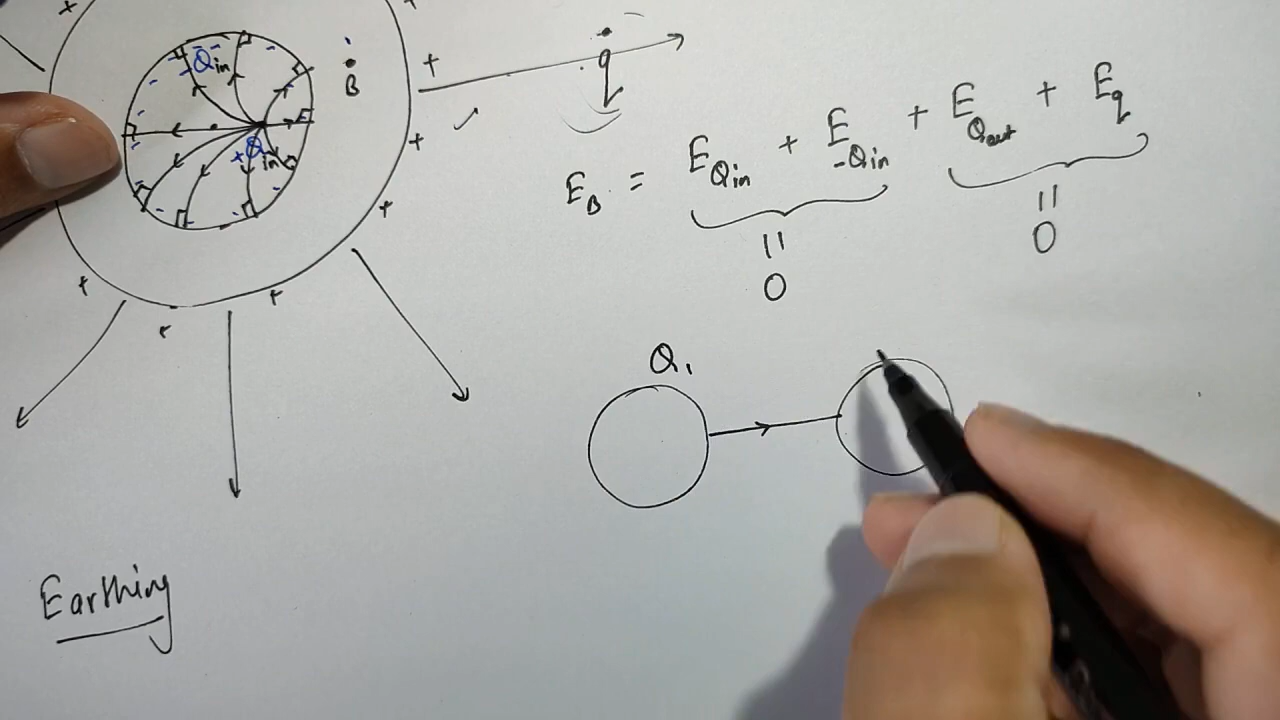 Qin
B
+Qin
q
E_B = E_Qin + E_-Qin + E_Qout + E_q
= 0
= 0
Q1
Earthing